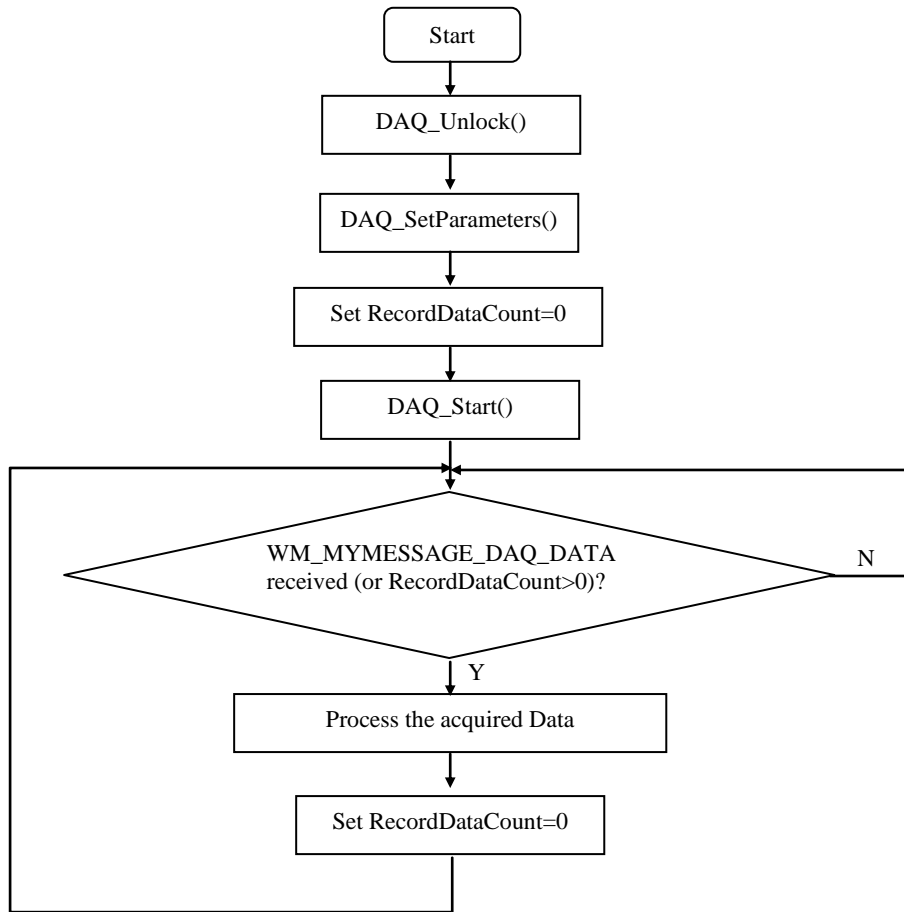 Start
DAQ_Unlock()
DAQ_SetParameters()
Set RecordDataCount=0
DAQ_Start()
WM_MYMESSAGE_DAQ_DATA
received (or RecordDataCount>0)?
N
Y
Process the acquired Data
Set RecordDataCount=0